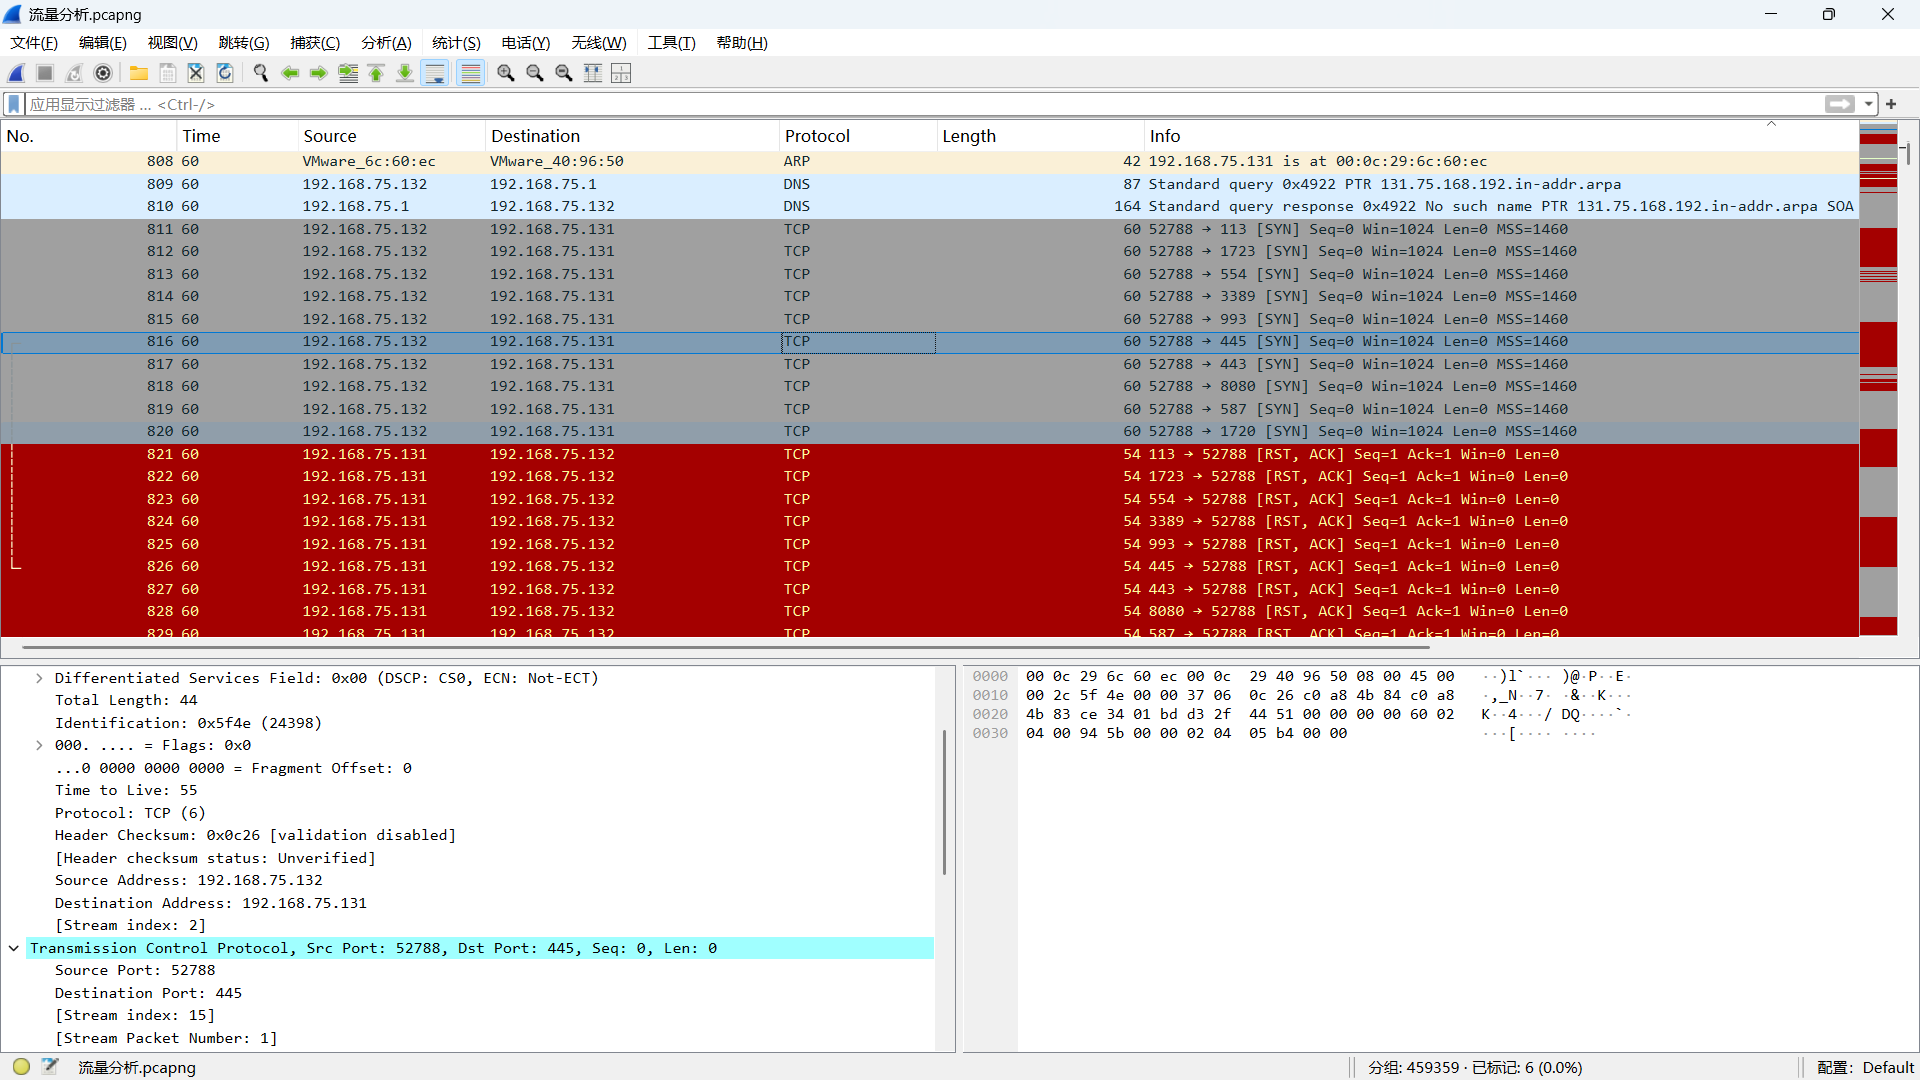 流量分析.pcapng
文件(F) 编辑(E) 视图(V) 跳转(G) 捕获(C) 分析(A) 统计(S) 电话(Y) 无线(W) 工具(T) 帮助(H)
应用显示过滤器 … <Ctrl-/>
No. Time Source Destination Protocol Length Info
808 60 VMware_6c:60:ec VMware_40:96:50 ARP 42 192.168.75.131 is at 00:0c:29:6c:60:ec
809 60 192.168.75.132 192.168.75.1 DNS 87 Standard query 0x4922 PTR 131.75.168.192.in-addr.arpa
810 60 192.168.75.1 192.168.75.132 DNS 164 Standard query response 0x4922 No such name PTR 131.75.168.192.in-addr.arpa SOA
811 60 192.168.75.132 192.168.75.131 TCP 60 52788 → 113 [SYN] Seq=0 Win=1024 Len=0 MSS=1460
812 60 192.168.75.132 192.168.75.131 TCP 60 52788 → 1723 [SYN] Seq=0 Win=1024 Len=0 MSS=1460
813 60 192.168.75.132 192.168.75.131 TCP 60 52788 → 554 [SYN] Seq=0 Win=1024 Len=0 MSS=1460
814 60 192.168.75.132 192.168.75.131 TCP 60 52788 → 3389 [SYN] Seq=0 Win=1024 Len=0 MSS=1460
815 60 192.168.75.132 192.168.75.131 TCP 60 52788 → 993 [SYN] Seq=0 Win=1024 Len=0 MSS=1460
816 60 192.168.75.132 192.168.75.131 TCP 60 52788 → 445 [SYN] Seq=0 Win=1024 Len=0 MSS=1460
817 60 192.168.75.132 192.168.75.131 TCP 60 52788 → 443 [SYN] Seq=0 Win=1024 Len=0 MSS=1460
818 60 192.168.75.132 192.168.75.131 TCP 60 52788 → 8080 [SYN] Seq=0 Win=1024 Len=0 MSS=1460
819 60 192.168.75.132 192.168.75.131 TCP 60 52788 → 587 [SYN] Seq=0 Win=1024 Len=0 MSS=1460
820 60 192.168.75.132 192.168.75.131 TCP 60 52788 → 1720 [SYN] Seq=0 Win=1024 Len=0 MSS=1460
821 60 192.168.75.131 192.168.75.132 TCP 54 113 → 52788 [RST, ACK] Seq=1 Ack=1 Win=0 Len=0
822 60 192.168.75.131 192.168.75.132 TCP 54 1723 → 52788 [RST, ACK] Seq=1 Ack=1 Win=0 Len=0
823 60 192.168.75.131 192.168.75.132 TCP 54 554 → 52788 [RST, ACK] Seq=1 Ack=1 Win=0 Len=0
824 60 192.168.75.131 192.168.75.132 TCP 54 3389 → 52788 [RST, ACK] Seq=1 Ack=1 Win=0 Len=0
825 60 192.168.75.131 192.168.75.132 TCP 54 993 → 52788 [RST, ACK] Seq=1 Ack=1 Win=0 Len=0
826 60 192.168.75.131 192.168.75.132 TCP 54 445 → 52788 [RST, ACK] Seq=1 Ack=1 Win=0 Len=0
827 60 192.168.75.131 192.168.75.132 TCP 54 443 → 52788 [RST, ACK] Seq=1 Ack=1 Win=0 Len=0
828 60 192.168.75.131 192.168.75.132 TCP 54 8080 → 52788 [RST, ACK] Seq=1 Ack=1 Win=0 Len=0
829 60 192.168.75.131 192.168.75.132 TCP 54 587 → 52788 [RST, ACK] Seq=1 Ack=1 Win=0 Len=0
Differentiated Services Field: 0x00 (DSCP: CS0, ECN: Not-ECT)
Total Length: 44
Identification: 0x5f4e (24398)
000. .... = Flags: 0x0
...0 0000 0000 0000 = Fragment Offset: 0
Time to Live: 55
Protocol: TCP (6)
Header Checksum: 0x0c26 [validation disabled]
[Header checksum status: Unverified]
Source Address: 192.168.75.132
Destination Address: 192.168.75.131
[Stream index: 2]
Transmission Control Protocol, Src Port: 52788, Dst Port: 445, Seq: 0, Len: 0
Source Port: 52788
Destination Port: 445
[Stream index: 15]
[Stream Packet Number: 1]
0000 00 0c 29 6c 60 ec 00 0c 29 40 96 50 08 00 45 00 ··)l`··· )@·P··E·
0010 00 2c 5f 4e 00 00 37 06 0c 26 c0 a8 4b 84 c0 a8 ·,_N··7· ·&··K···
0020 4b 83 ce 34 01 bd d3 2f 44 51 00 00 00 00 60 02 K··4···/ DQ····`·
0030 04 00 94 5b 00 00 02 04 05 b4 00 00 ···[···· ····
流量分析.pcapng
分组: 459359 · 已标记: 6 (0.0%)
配置: Default